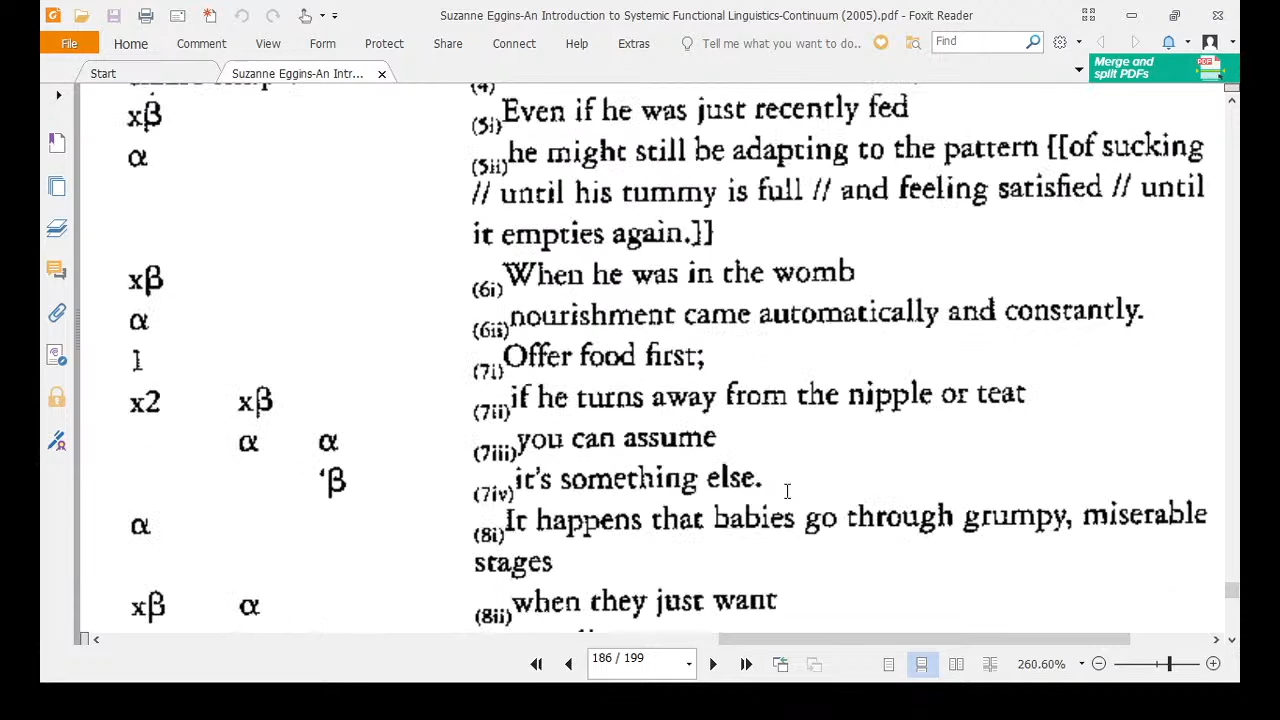 Suzanne Eggins-An Introduction to Systemic Functional Linguistics-Continuum (2005).pdf - Foxit Reader
File Home Comment View Form Protect Share Connect Help Extras Tell me what you want to do.. Find
Start Suzanne Eggins-An Intr...
Merge and
split PDFs
PDF
(4)
xβ (5i)Even if he was just recently fed
α (5ii)he might still be adapting to the pattern {[of sucking
// until his tummy is full // and feeling satisfied // until
it empties again.]]
xβ (6i)When he was in the womb
α (6ii)nourishment came automatically and constantly.
1 (7i)Offer food first;
x2 xβ (7ii)if he turns away from the nipple or teat
α α (7iii)you can assume
'β (7iv)it's something else.
α (8i)It happens that babies go through grumpy, miserable
stages
xβ α (8ii)when they just want
186 / 199 260.60%